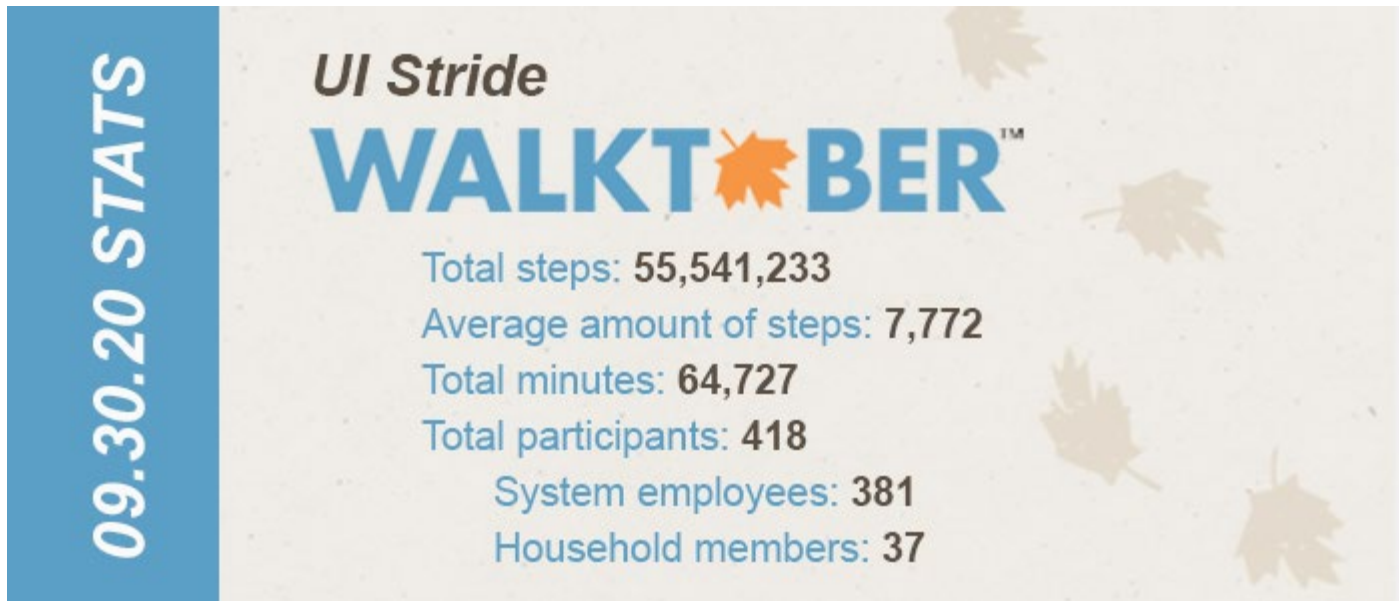 09.30.20 STATS
UI Stride
WALKTOBER™
Total steps: 55,541,233
Average amount of steps: 7,772
Total minutes: 64,727
Total participants: 418
System employees: 381
Household members: 37